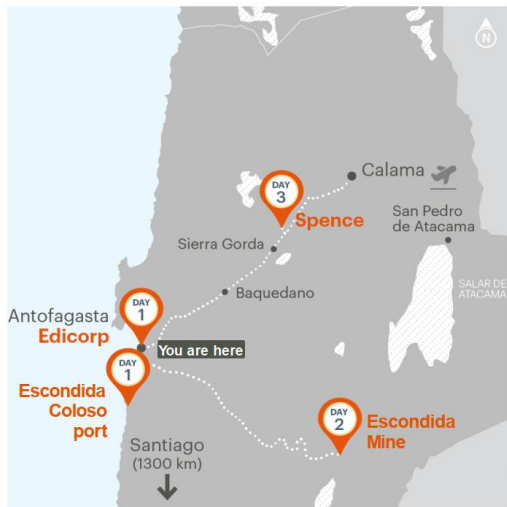 N
Calama
DAY
3
Spence
San Pedro
de Atacama
Sierra Gorda
SALAR DE
ATACAMA
Baquedano
DAY
1
Antofagasta
Edicorp
You are here
DAY
1
Escondida
Coloso
port
DAY
2
Escondida
Mine
Santiago
(1300 km)